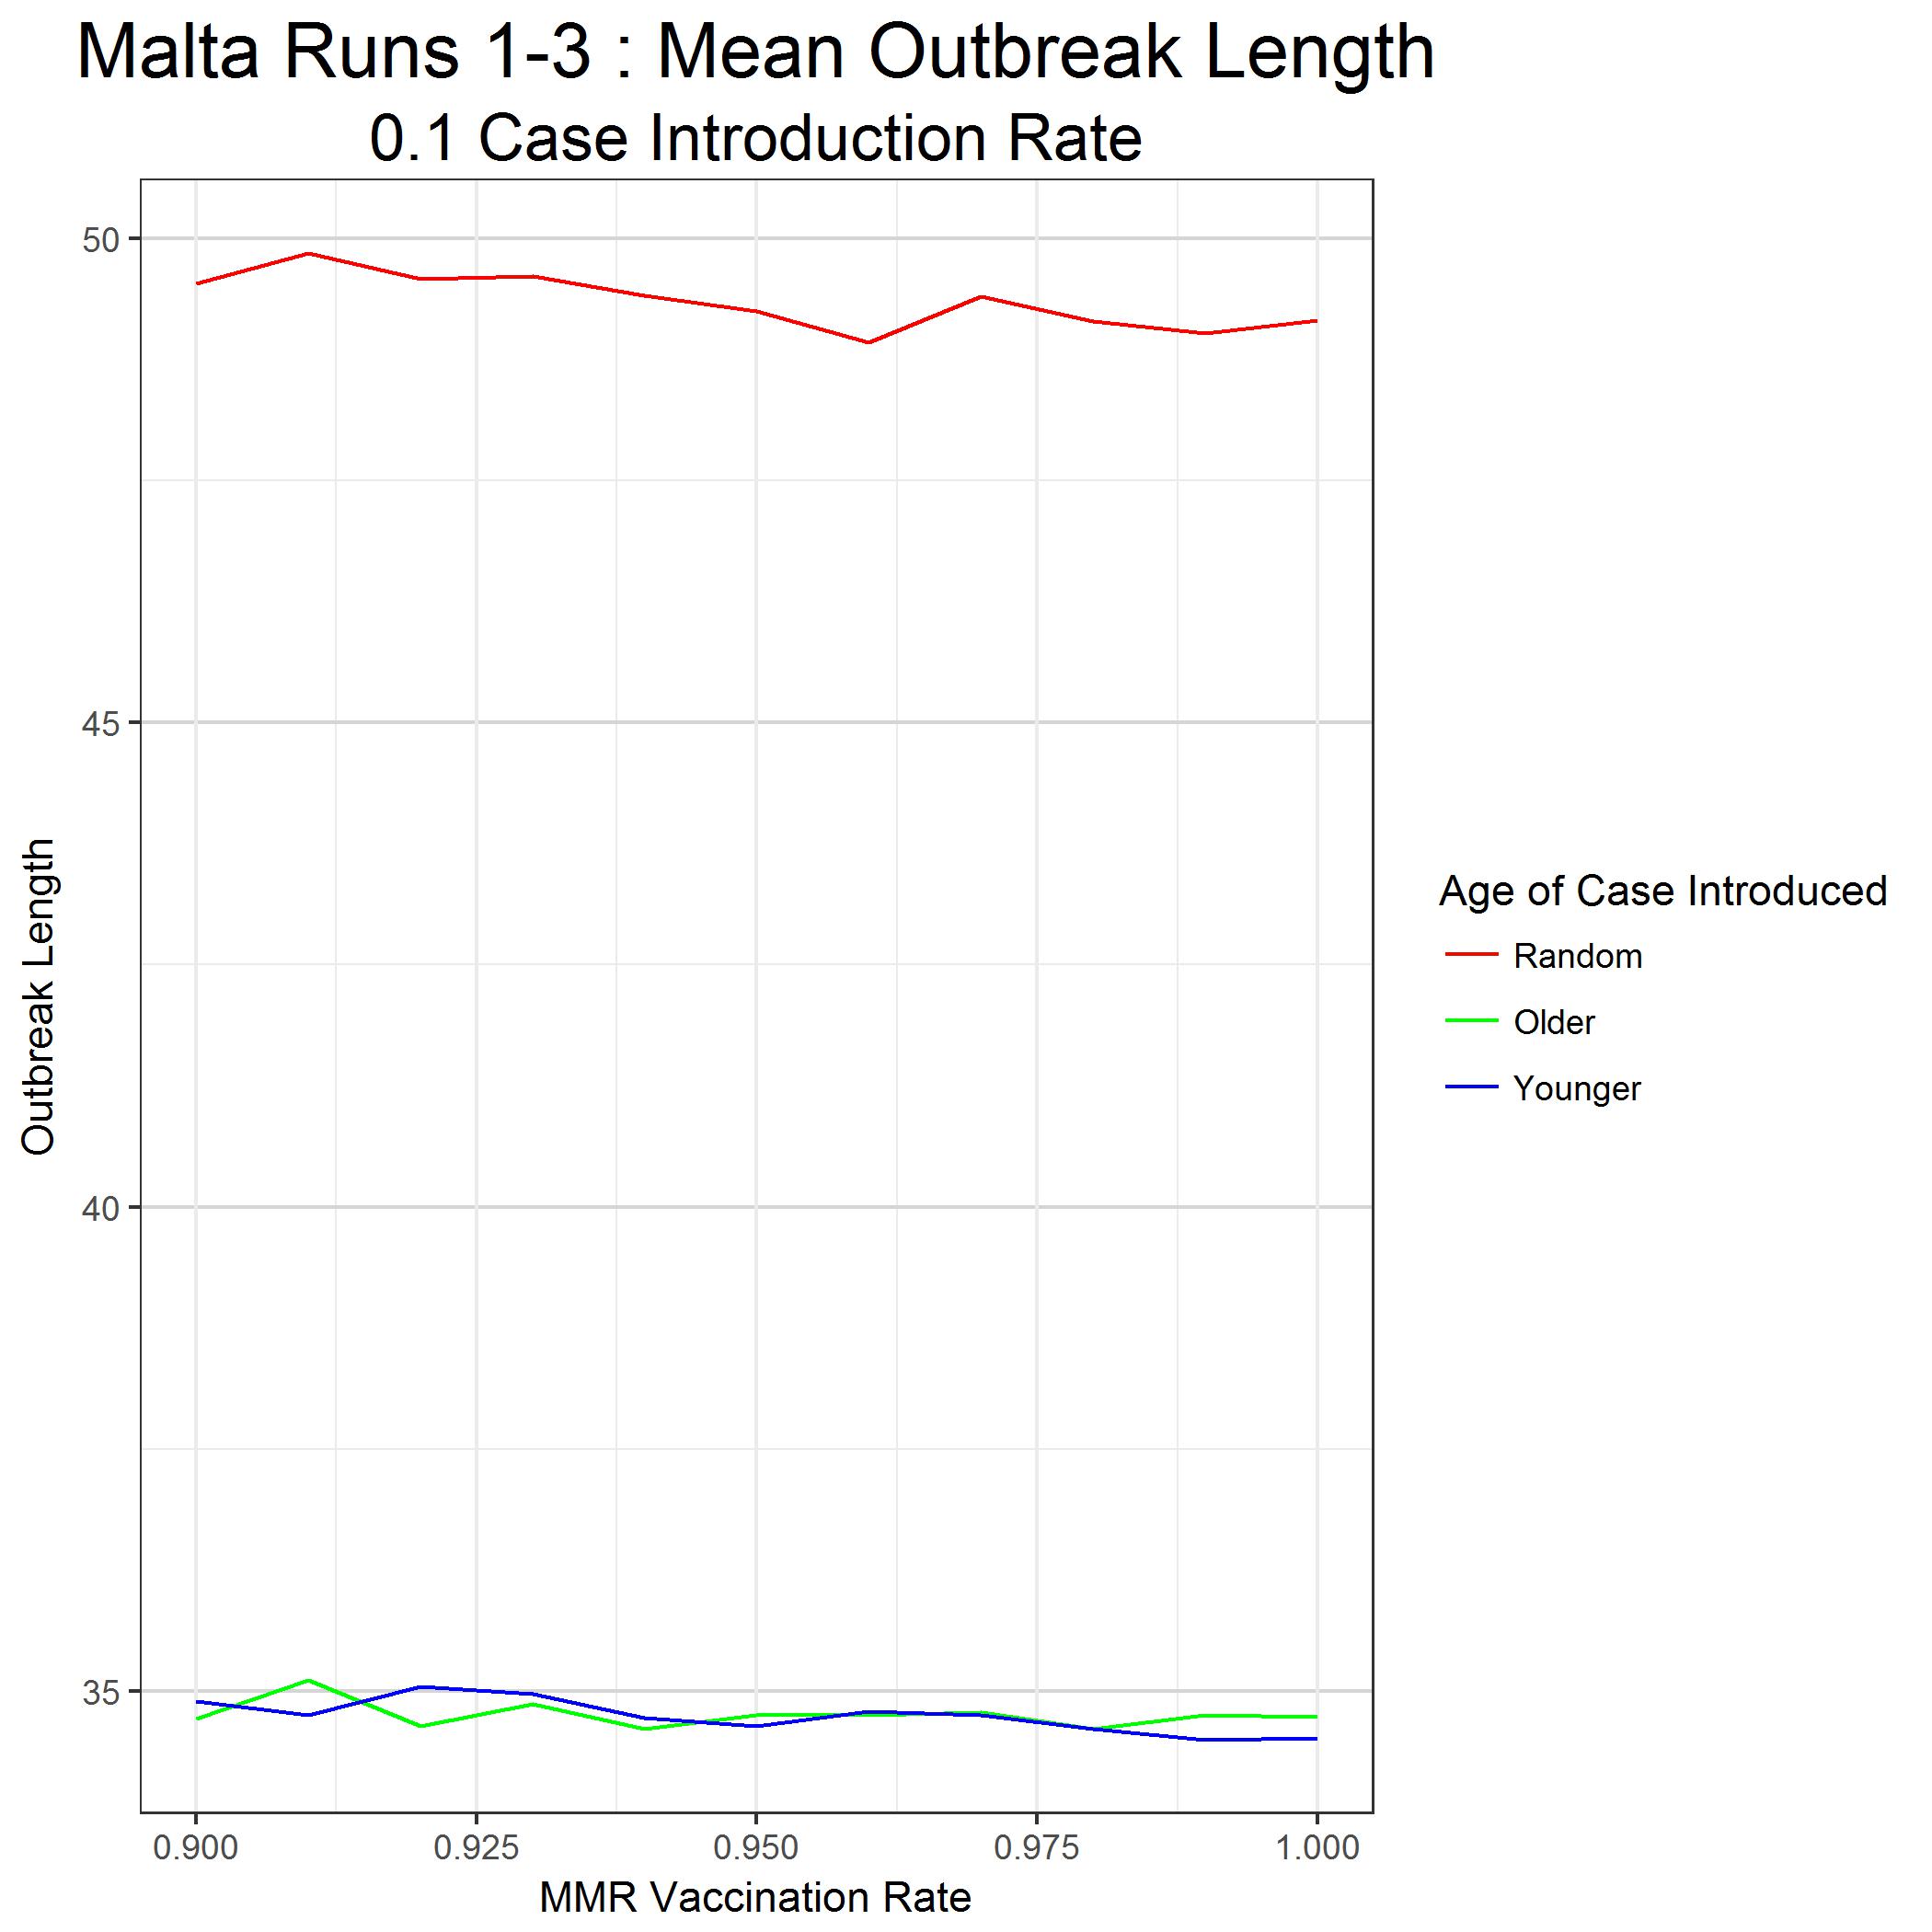 Malta Runs 1-3 : Mean Outbreak Length
0.1 Case Introduction Rate
50
45
40
35
Outbreak Length
0.900
0.925
0.950
0.975
1.000
MMR Vaccination Rate
Age of Case Introduced
Random
Older
Younger